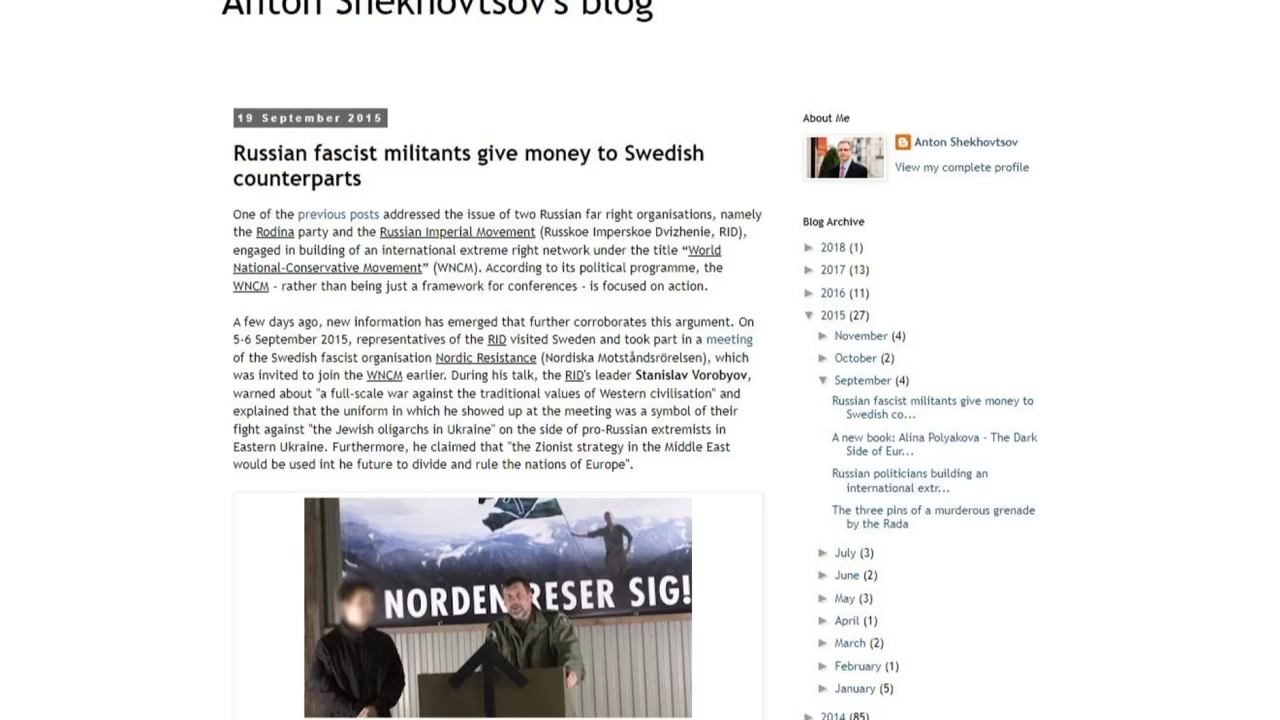 Anton Shekhovtsov's blog
19 September 2015
Russian fascist militants give money to Swedish
counterparts
One of the previous posts addressed the issue of two Russian far right organisations, namely
the Rodina party and the Russian Imperial Movement (Russkoe Imperskoe Dvizhenie, RID),
engaged in building of an international extreme right network under the title “World
National-Conservative Movement” (WNCM). According to its political programme, the
WNCM - rather than being just a framework for conferences - is focused on action.
A few days ago, new information has emerged that further corroborates this argument. On
5-6 September 2015, representatives of the RID visited Sweden and took part in a meeting
of the Swedish fascist organisation Nordic Resistance (Nordiska Motståndsrörelsen), which
was invited to join the WNCM earlier. During his talk, the RID's leader Stanislav Vorobyov,
warned about "a full-scale war against the traditional values of Western civilisation" and
explained that the uniform in which he showed up at the meeting was a symbol of their
fight against "the Jewish oligarchs in Ukraine" on the side of pro-Russian extremists in
Eastern Ukraine. Furthermore, he claimed that "the Zionist strategy in the Middle East
would be used int he future to divide and rule the nations of Europe".
NORDEN RESER SIG!
About Me
Anton Shekhovtsov
View my complete profile
Blog Archive
► 2018 (1)
► 2017 (13)
► 2016 (11)
▼ 2015 (27)
► November (4)
► October (2)
▼ September (4)
Russian fascist militants give money to
Swedish co...
A new book: Alina Polyakova - The Dark
Side of Eur...
Russian politicians building an
international extr...
The three pins of a murderous grenade
by the Rada
► July (3)
► June (2)
► May (3)
► April (1)
► March (2)
► February (1)
► January (5)
► 2014 (85)